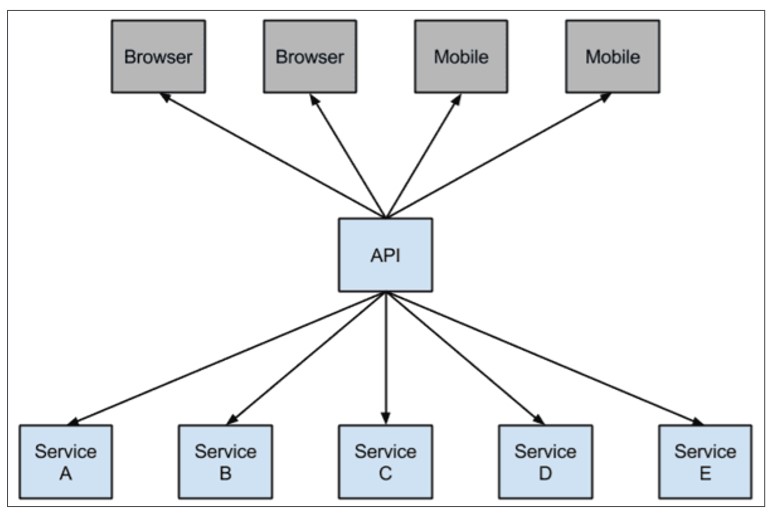 Browser
Browser
Mobile
Mobile
API
Service
A
Service
B
Service
C
Service
D
Service
E